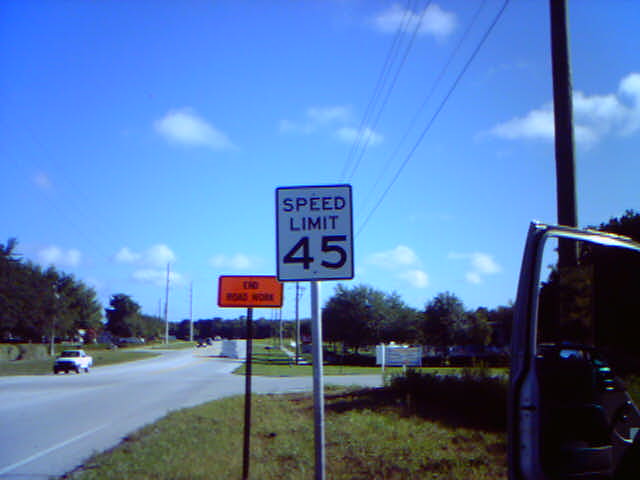 SPEED
LIMIT
45
END
ROAD WORK